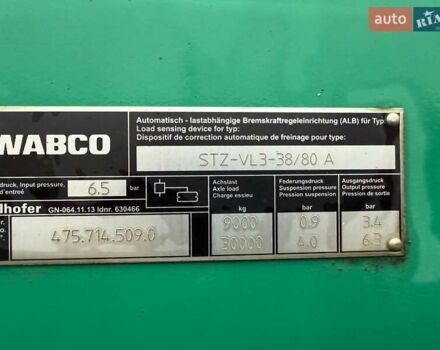 auto RIA.com
Automatisch - lastabhängige Bremskraftregeleinrichtung (ALB) für Typ
Load sensing device for typ:
Dispositif de correction automatique de freinage pour type:
WABCO
STZ-VL3-38/80 A
druck, Input pressure,
d'entreé
6.5 bar
Achslast
Axle load
Charge essieu
kg
Federungsdruck
Suspension pressure
Pression suspension
bar
Ausgangsdruck
Output pressure
Pression de sortie
bar
lhofer GN-064.11.13 Idnr. 630466
475.714.509.0
9000 0.9 3.4
30000 4.0 6.3